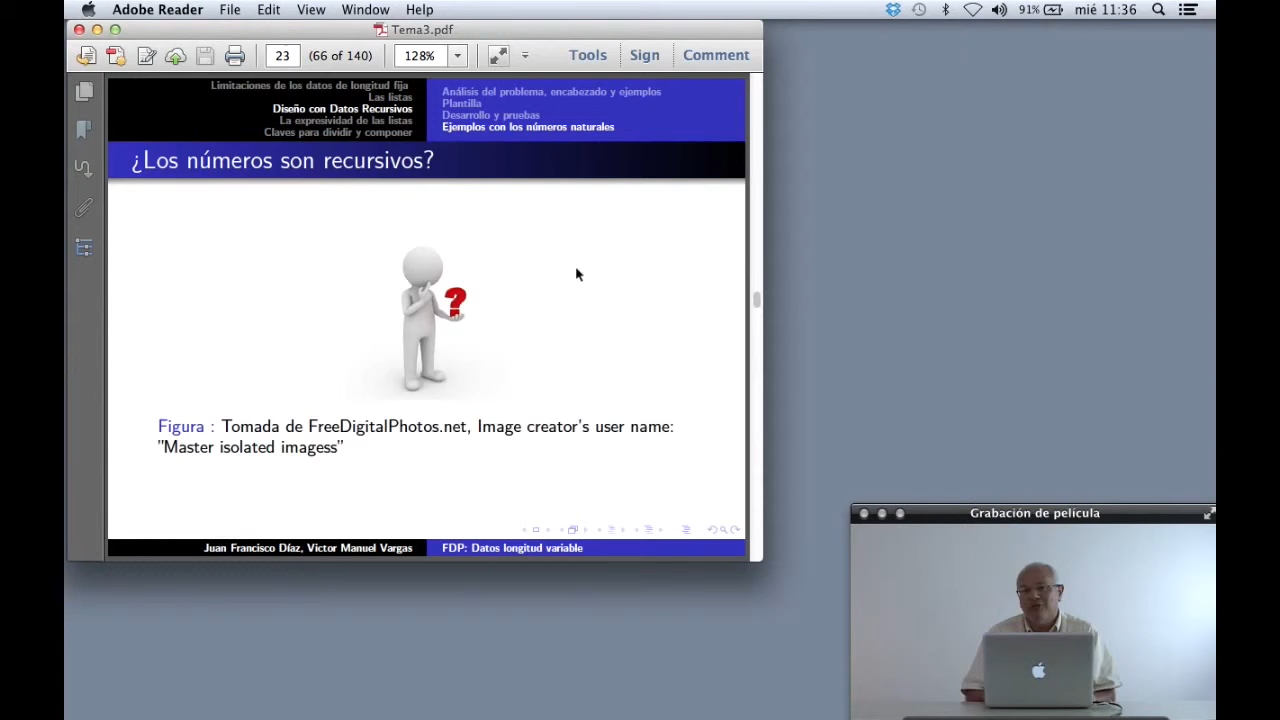 Adobe Reader File Edit View Window Help 91% mié 11:36
Tema3.pdf
23 (66 of 140) 128% Tools Sign Comment
Limitaciones de los datos de longitud fija
Las listas
Diseño con Datos Recursivos
La expresividad de las listas
Claves para dividir y componer
Análisis del problema, encabezado y ejemplos
Plantilla
Desarrollo y pruebas
Ejemplos con los números naturales
¿Los números son recursivos?
?
Figura : Tomada de FreeDigitalPhotos.net, Image creator's user name:
"Master isolated imagess"
Juan Francisco Díaz, Victor Manuel Vargas FDP: Datos longitud variable
Grabación de película